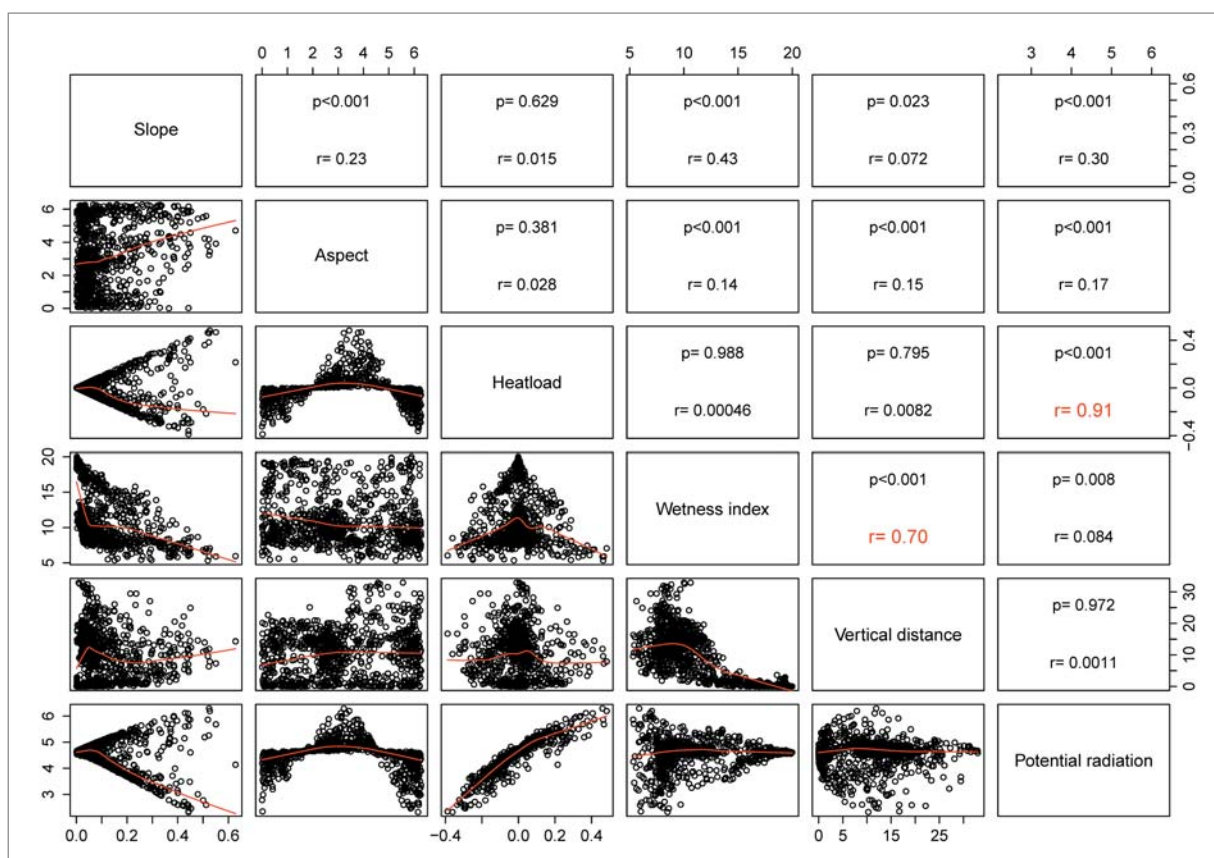 0 1 2 3 4 5 6
5 10 15 20
3 4 5 6
Slope
p<0.001
r= 0.23
p= 0.629
r= 0.015
p<0.001
r= 0.43
p= 0.023
r= 0.072
p<0.001
r= 0.30
0.0 0.3 0.6
0 2 4 6
Aspect
p= 0.381
r= 0.028
p<0.001
r= 0.14
p<0.001
r= 0.15
p<0.001
r= 0.17
Heatload
p= 0.988
r= 0.00046
p= 0.795
r= 0.0082
p<0.001
r= 0.91
−0.4 0.0 0.4
5 10 15 20
Wetness index
p<0.001
r= 0.70
p= 0.008
r= 0.084
Vertical distance
p= 0.972
r= 0.0011
0 10 20 30
3 4 5 6
Potential radiation
0.0 0.2 0.4 0.6
−0.4 0.0 0.2 0.4
0 5 10 15 25